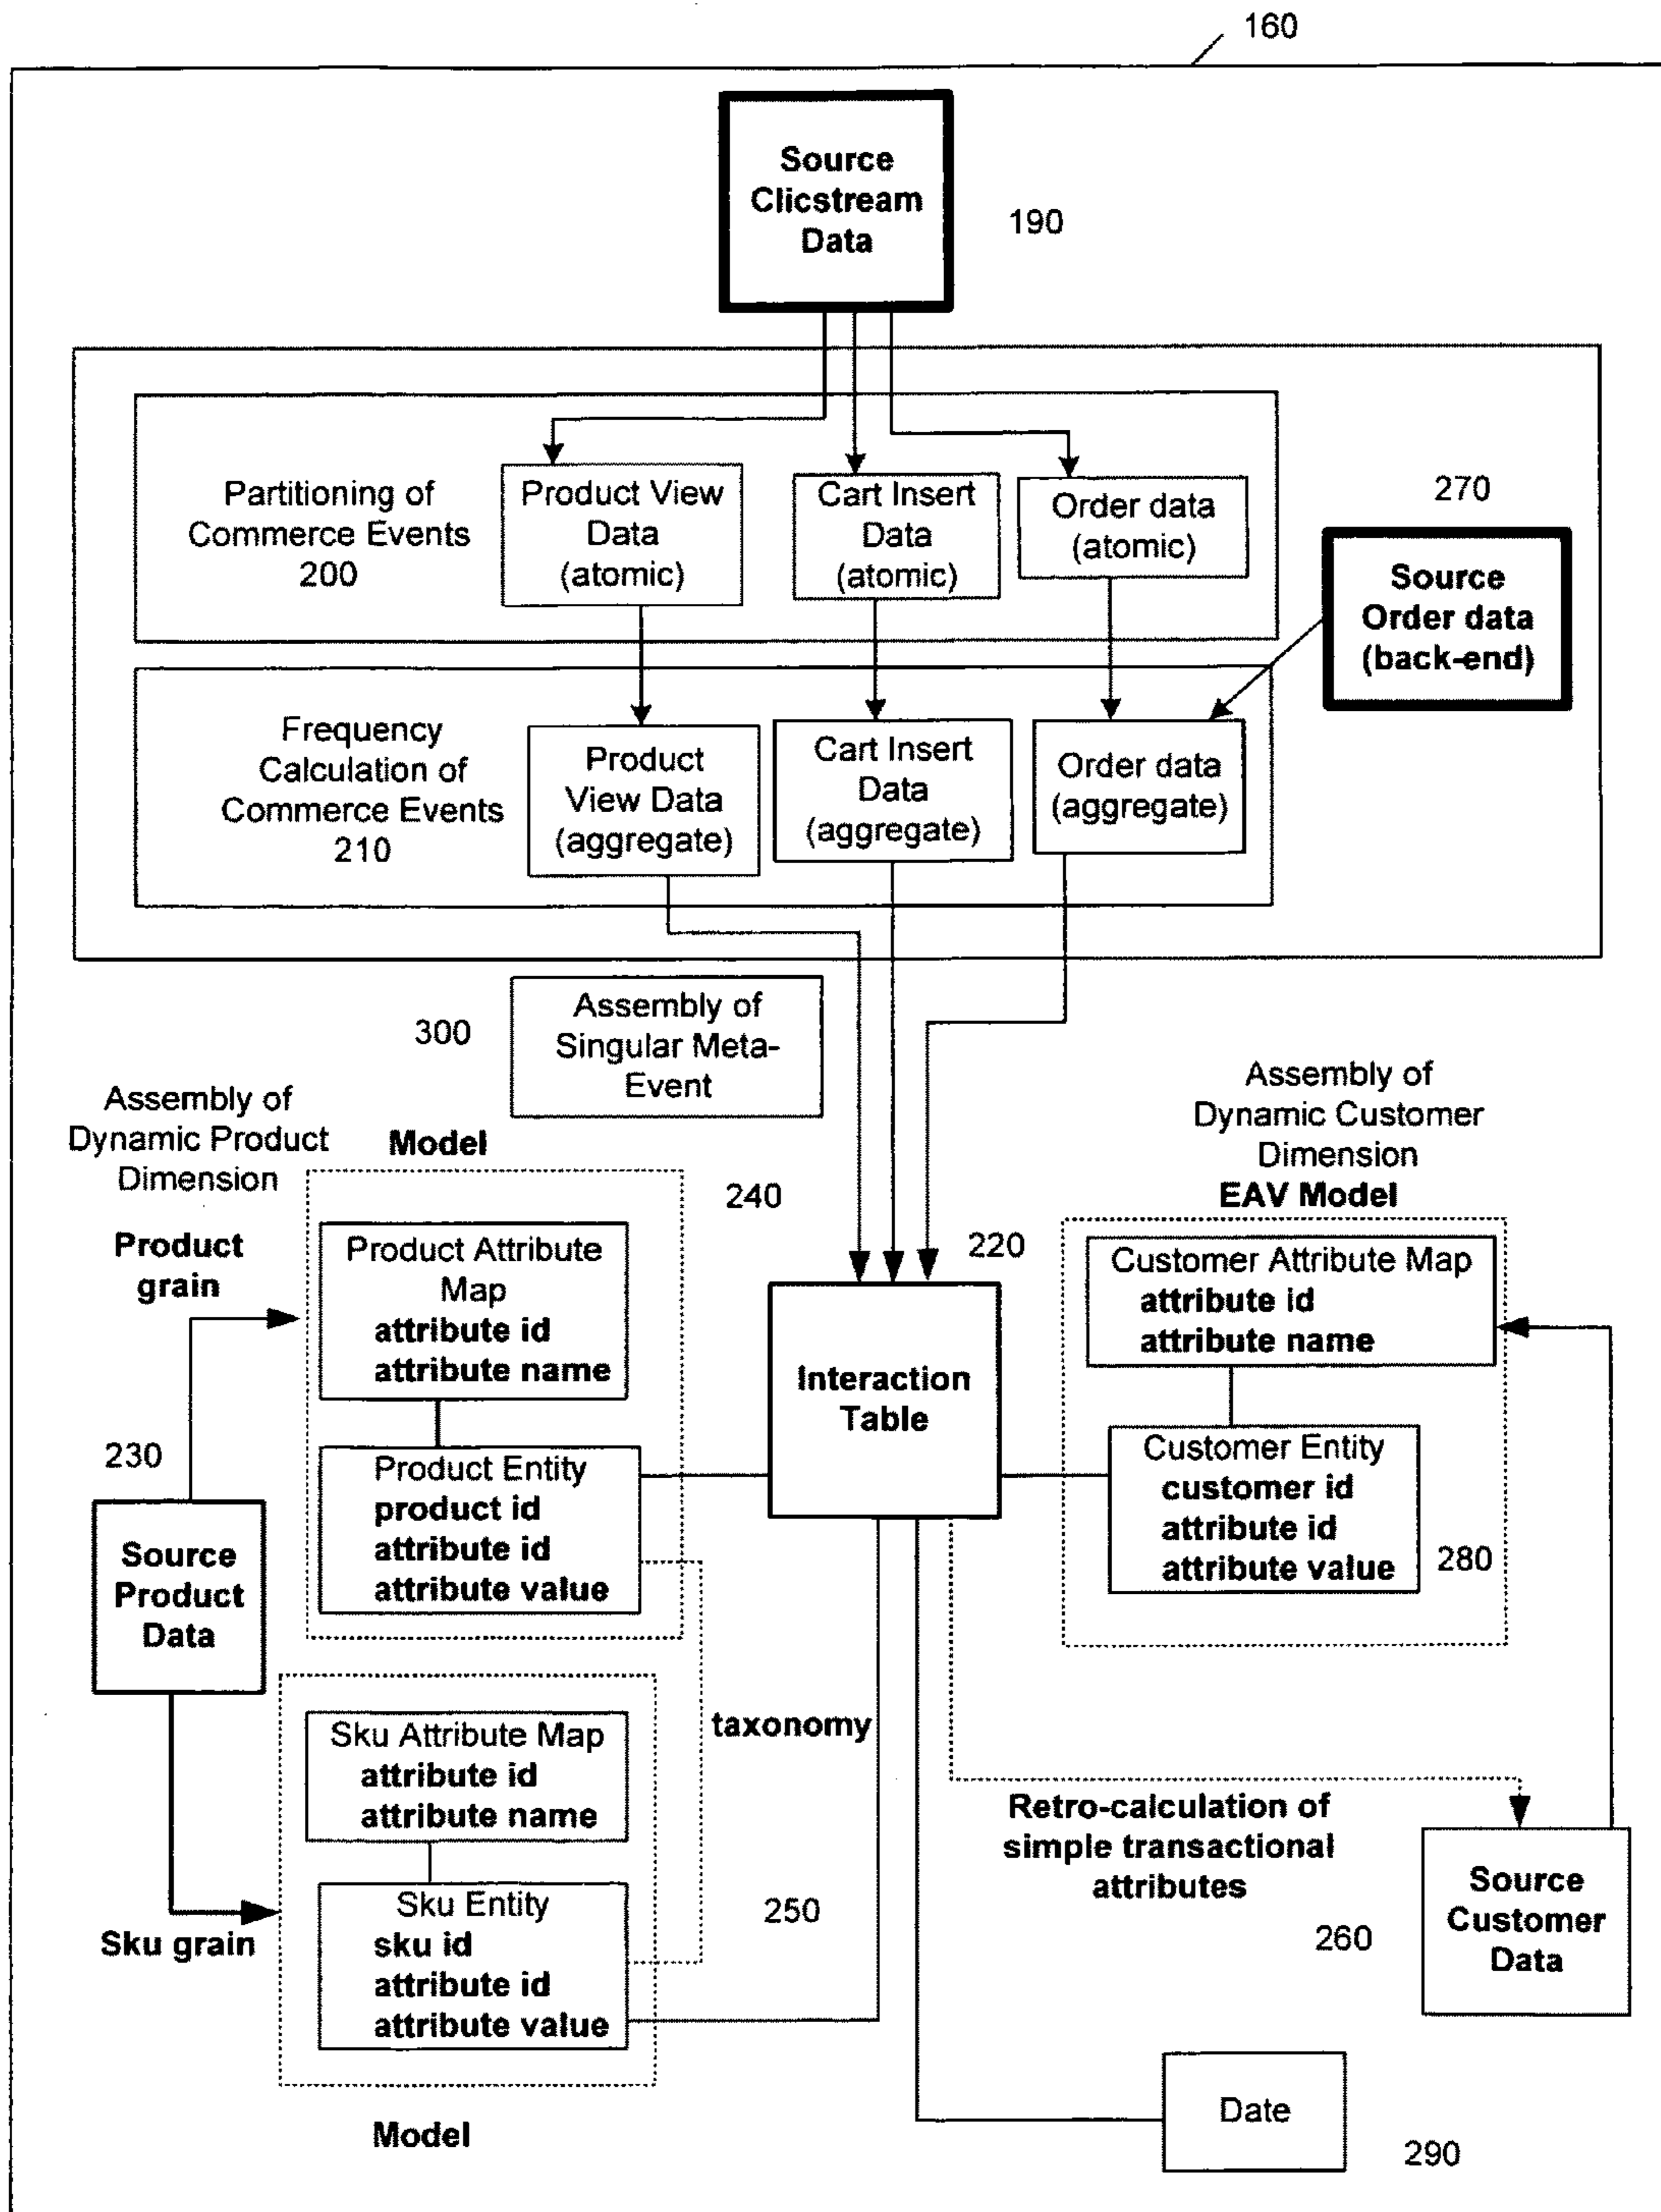 160
Source
Clicstream
Data
190
Partitioning of
Commerce Events
200
Product View
Data
(atomic)
Cart Insert
Data
(atomic)
Order data
(atomic)
270
Source
Order data
(back-end)
Frequency
Calculation of
Commerce Events
210
Product
View Data
(aggregate)
Cart Insert
Data
(aggregate)
Order data
(aggregate)
300
Assembly of
Singular Meta-
Event
Assembly of
Dynamic Product
Dimension
Model
240
Assembly of
Dynamic Customer
Dimension
EAV Model
Product
grain
Product Attribute
Map
attribute id
attribute name
220
Customer Attribute Map
attribute id
attribute name
Interaction
Table
230
Product Entity
product id
attribute id
attribute value
Customer Entity
customer id
attribute id
attribute value
280
Source
Product
Data
taxonomy
Sku Attribute Map
attribute id
attribute name
Retro-calculation of
simple transactional
attributes
Sku grain
Sku Entity
sku id
attribute id
attribute value
250
260
Source
Customer
Data
Model
Date
290